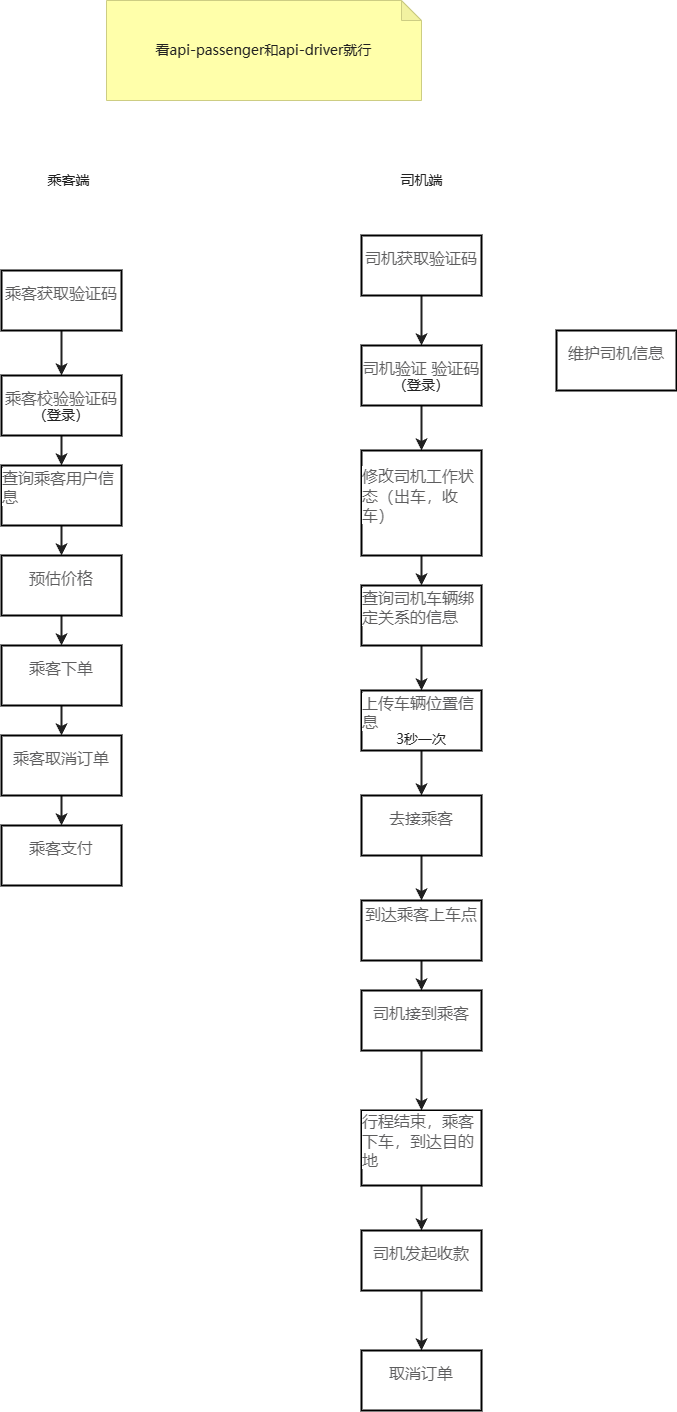 看api-passenger和api-driver就行
乘客端
司机端
乘客获取验证码
乘客校验验证码
（登录）
查询乘客用户信
息
预估价格
乘客下单
乘客取消订单
乘客支付
司机获取验证码
司机验证 验证码
（登录）
修改司机工作状
态（出车，收
车）
查询司机车辆绑
定关系的信息
上传车辆位置信
息
3秒一次
去接乘客
到达乘客上车点
司机接到乘客
行程结束，乘客
下车，到达目的
地
司机发起收款
取消订单
维护司机信息